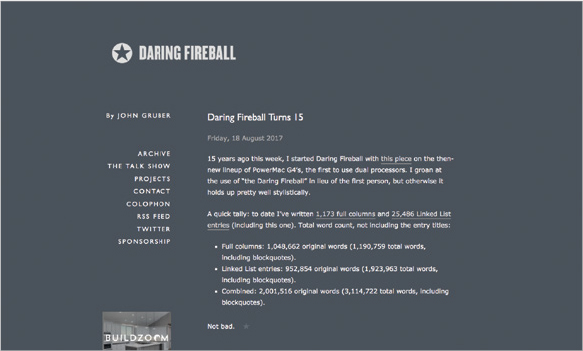 DARING FIREBALL
By JOHN GRUBER
ARCHIVE
THE TALK SHOW
PROJECTS
CONTACT
COLOPHON
RSS FEED
TWITTER
SPONSORSHIP
Daring Fireball Turns 15
Friday, 18 August 2017
15 years ago this week, I started Daring Fireball with this piece on the then-
new lineup of PowerMac G4’s, the first to use dual processors. I groan at
the use of “the Daring Fireball” in lieu of the first person, but otherwise it
holds up pretty well stylistically.
A quick tally: to date I’ve written 1,173 full columns and 25,486 Linked List
entries (including this one). Total word count, not including the entry titles:
• Full columns: 1,048,662 original words (1,190,759 total words,
including blockquotes).
• Linked List entries: 952,854 original words (1,923,963 total words,
including blockquotes).
• Combined: 2,001,516 original words (3,114,722 total words, including
blockquotes).
Not bad. ★
BUILDZOOM